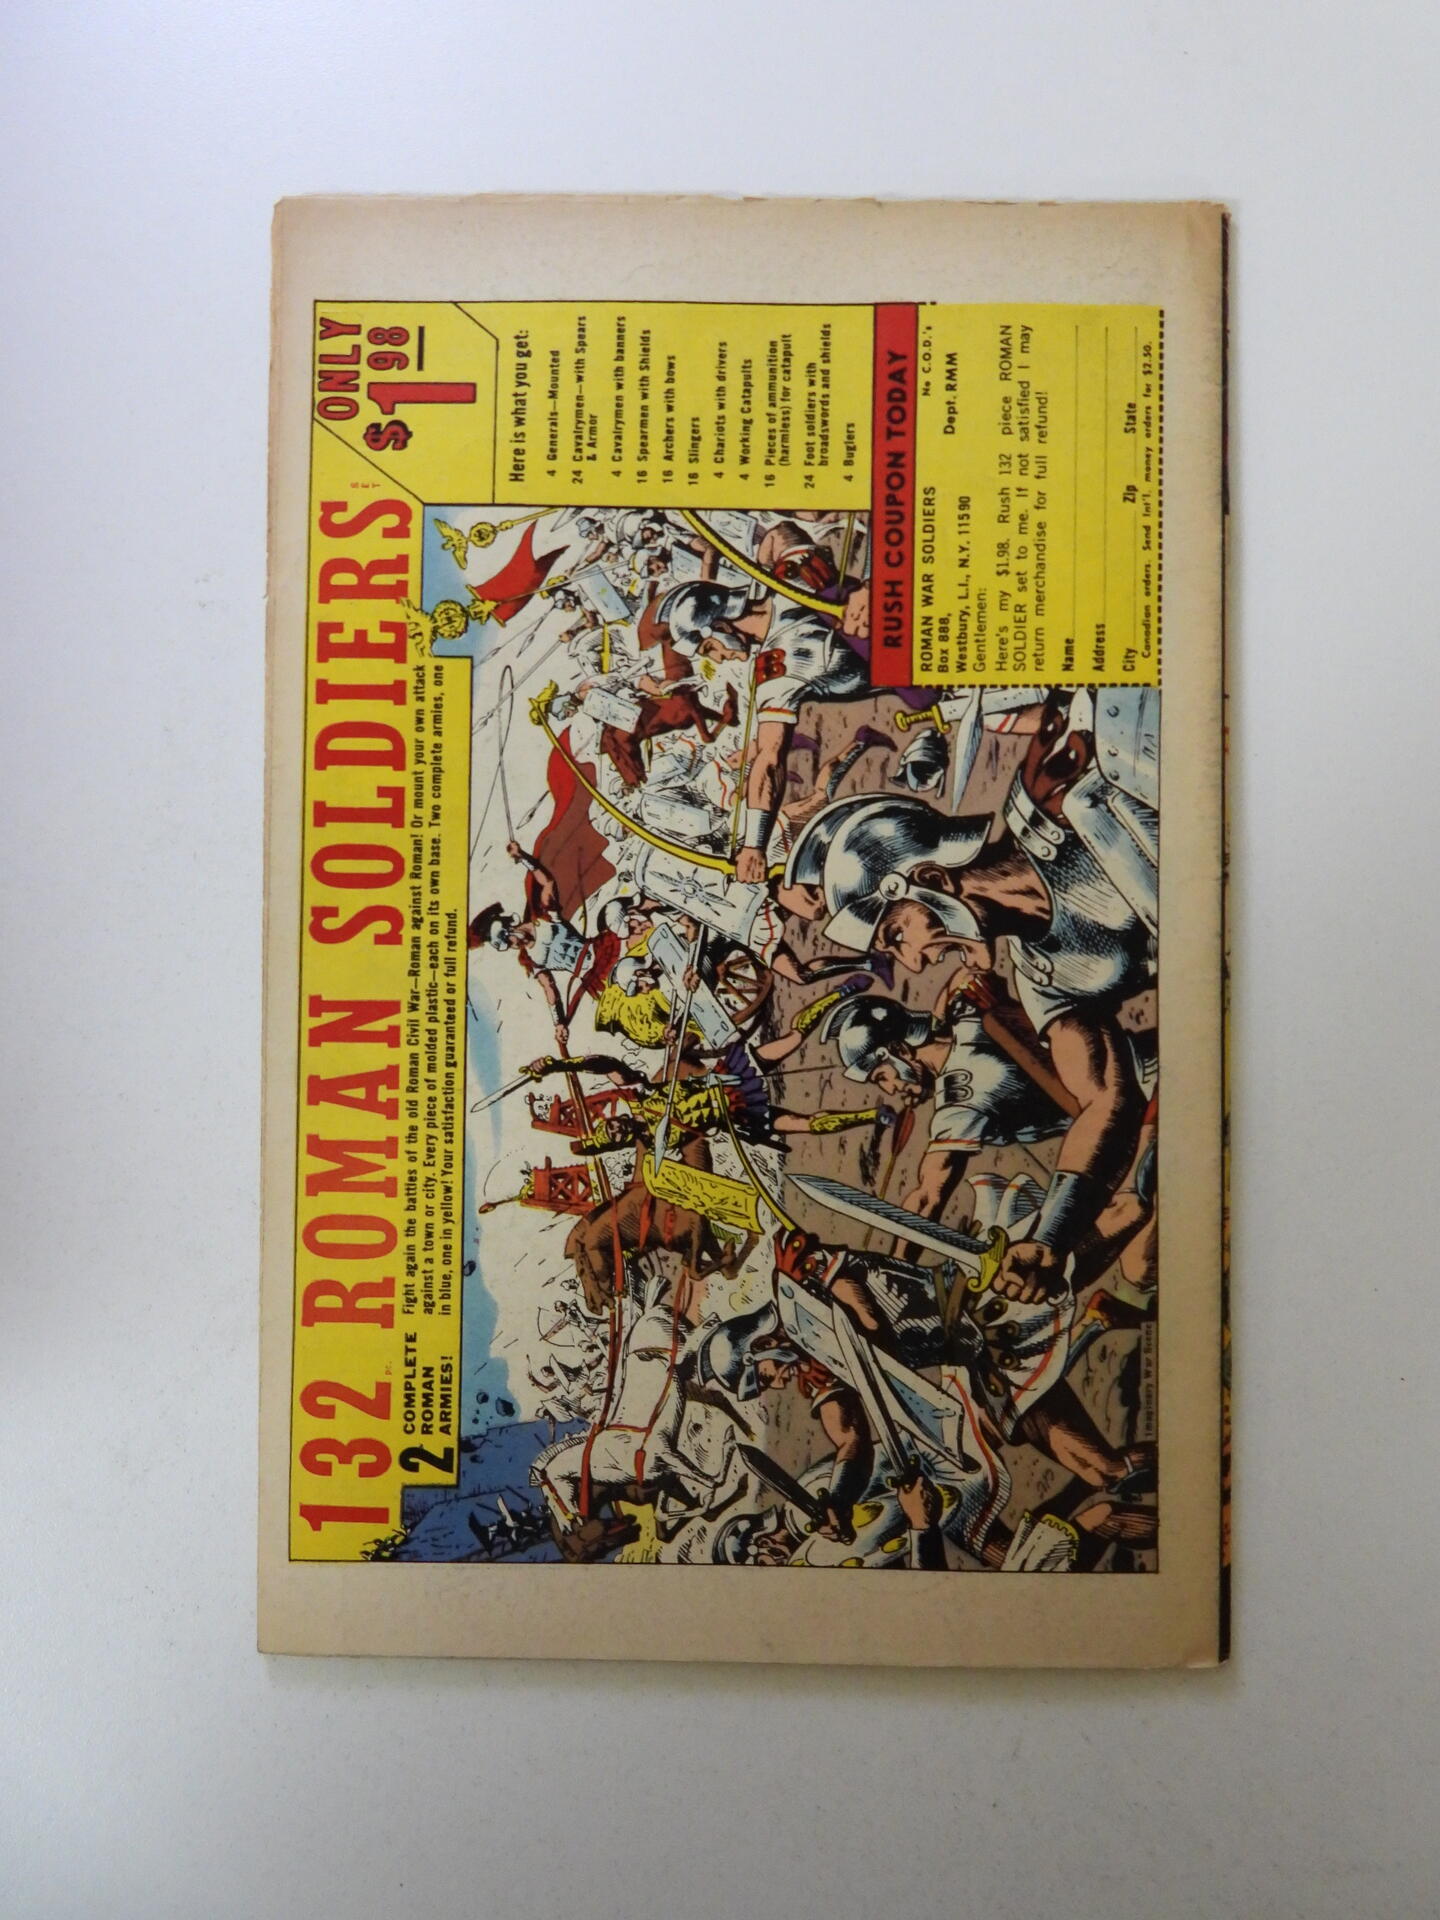 132 pc. ROMAN SOLDIERS SET
ONLY
$1.98
2 COMPLETE
ROMAN
ARMIES!
Fight again the battles of the old Roman Civil War—Roman against Roman! Or mount your own attack
against a town or city. Every piece of molded plastic—each on its own base. Two complete armies, one
in blue, one in yellow! Your satisfaction guaranteed or full refund.
Here is what you get:
4 Generals—Mounted
24 Cavalrymen—with Spears
& Armor
4 Cavalrymen with banners
16 Spearmen with Shields
16 Archers with bows
16 Slingers
4 Chariots with drivers
4 Working Catapults
16 Pieces of ammunition
(harmless) for catapult
24 Foot soldiers with
broadswords and shields
4 Buglers
RUSH COUPON TODAY
ROMAN WAR SOLDIERS No C.O.D.'s
Box 888, Dept. RMM
Westbury, L.I., N.Y. 11590
Gentlemen:
Here's my $1.98. Rush 132 piece ROMAN
SOLDIER set to me. If not satisfied I may
return merchandise for full refund!
Name
Address
City Zip State
Canadian orders. Send Int'l. money orders for $2.50.
Imaginary War Scene